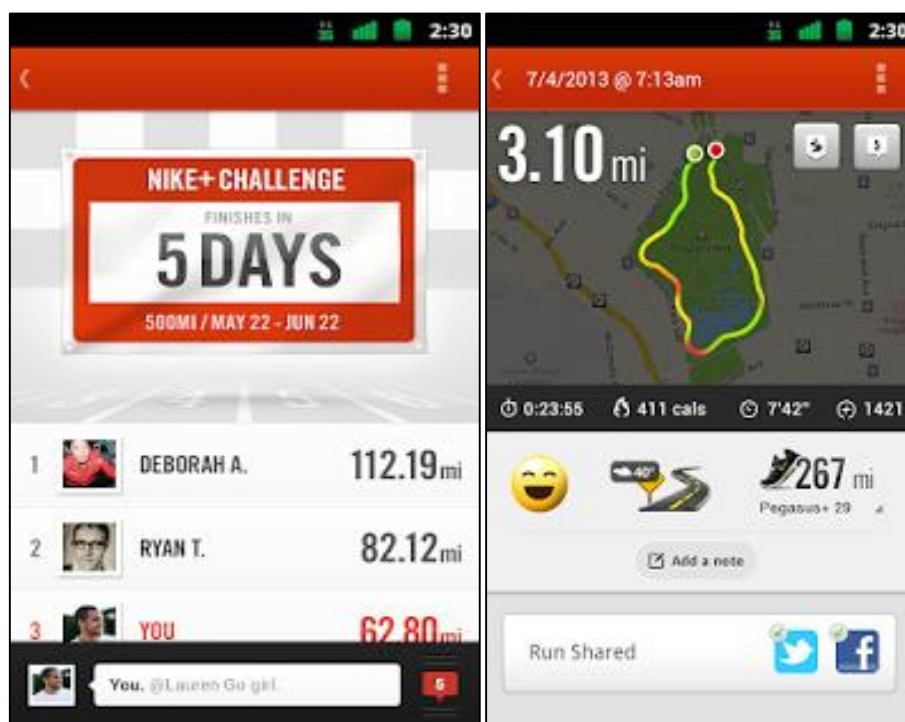 2:30
NIKE+ CHALLENGE
FINISHES IN
5 DAYS
500MI / MAY 22 - JUN 22
1 DEBORAH A. 112.19mi
2 RYAN T. 82.12mi
3 YOU 62.80mi
You, @Lauren Go girl.
5
2:30
7/4/2013 @ 7:13am
3.10 mi
0:23:55 411 cals 7'42" 1421
40°
267 mi
Pegasus+ 29
Add a note
Run Shared